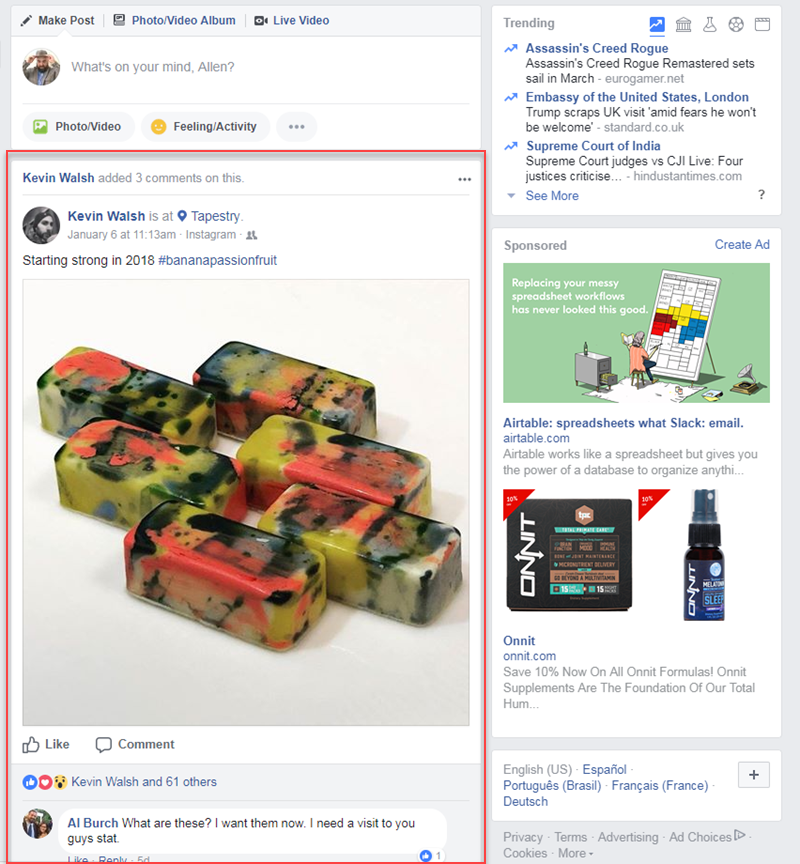 Make Post
Photo/Video Album
Live Video
What's on your mind, Allen?
Photo/Video
Feeling/Activity
Kevin Walsh added 3 comments on this.
Kevin Walsh is at Tapestry.
January 6 at 11:13am · Instagram ·
Starting strong in 2018 #bananapassionfruit
Like
Comment
Kevin Walsh and 61 others
Al Burch What are these? I want them now. I need a visit to you
guys stat.
Like · Reply · 5d
1
Trending
Assassin's Creed Rogue
Assassin's Creed Rogue Remastered sets
sail in March - eurogamer.net
Embassy of the United States, London
Trump scraps UK visit 'amid fears he won't
be welcome' - standard.co.uk
Supreme Court of India
Supreme Court judges vs CJI Live: Four
justices criticise... - hindustantimes.com
See More
?
Sponsored
Create Ad
Replacing your messy
spreadsheet workflows
has never looked this good.
Airtable: spreadsheets what Slack: email.
airtable.com
Airtable works like a spreadsheet but gives you
the power of a database to organize anythi...
10%
10%
ONNIT
TOTAL PRIMATE CARE
BRAIN FUNCTION
MOOD
IMMUNE HEALTH
BONE & JOINT MAINTENANCE
MICRONUTRIENT DELIVERY
GO BEYOND A MULTIVITAMIN
15 DAY PACKS
15 NIGHT PACKS
ONNIT
SLEEP
Onnit
onnit.com
Save 10% Now On All Onnit Formulas! Onnit
Supplements Are The Foundation Of Our Total
Hum...
English (US) · Español ·
Português (Brasil) · Français (France) ·
Deutsch
+
Privacy · Terms · Advertising · Ad Choices ·
Cookies · More